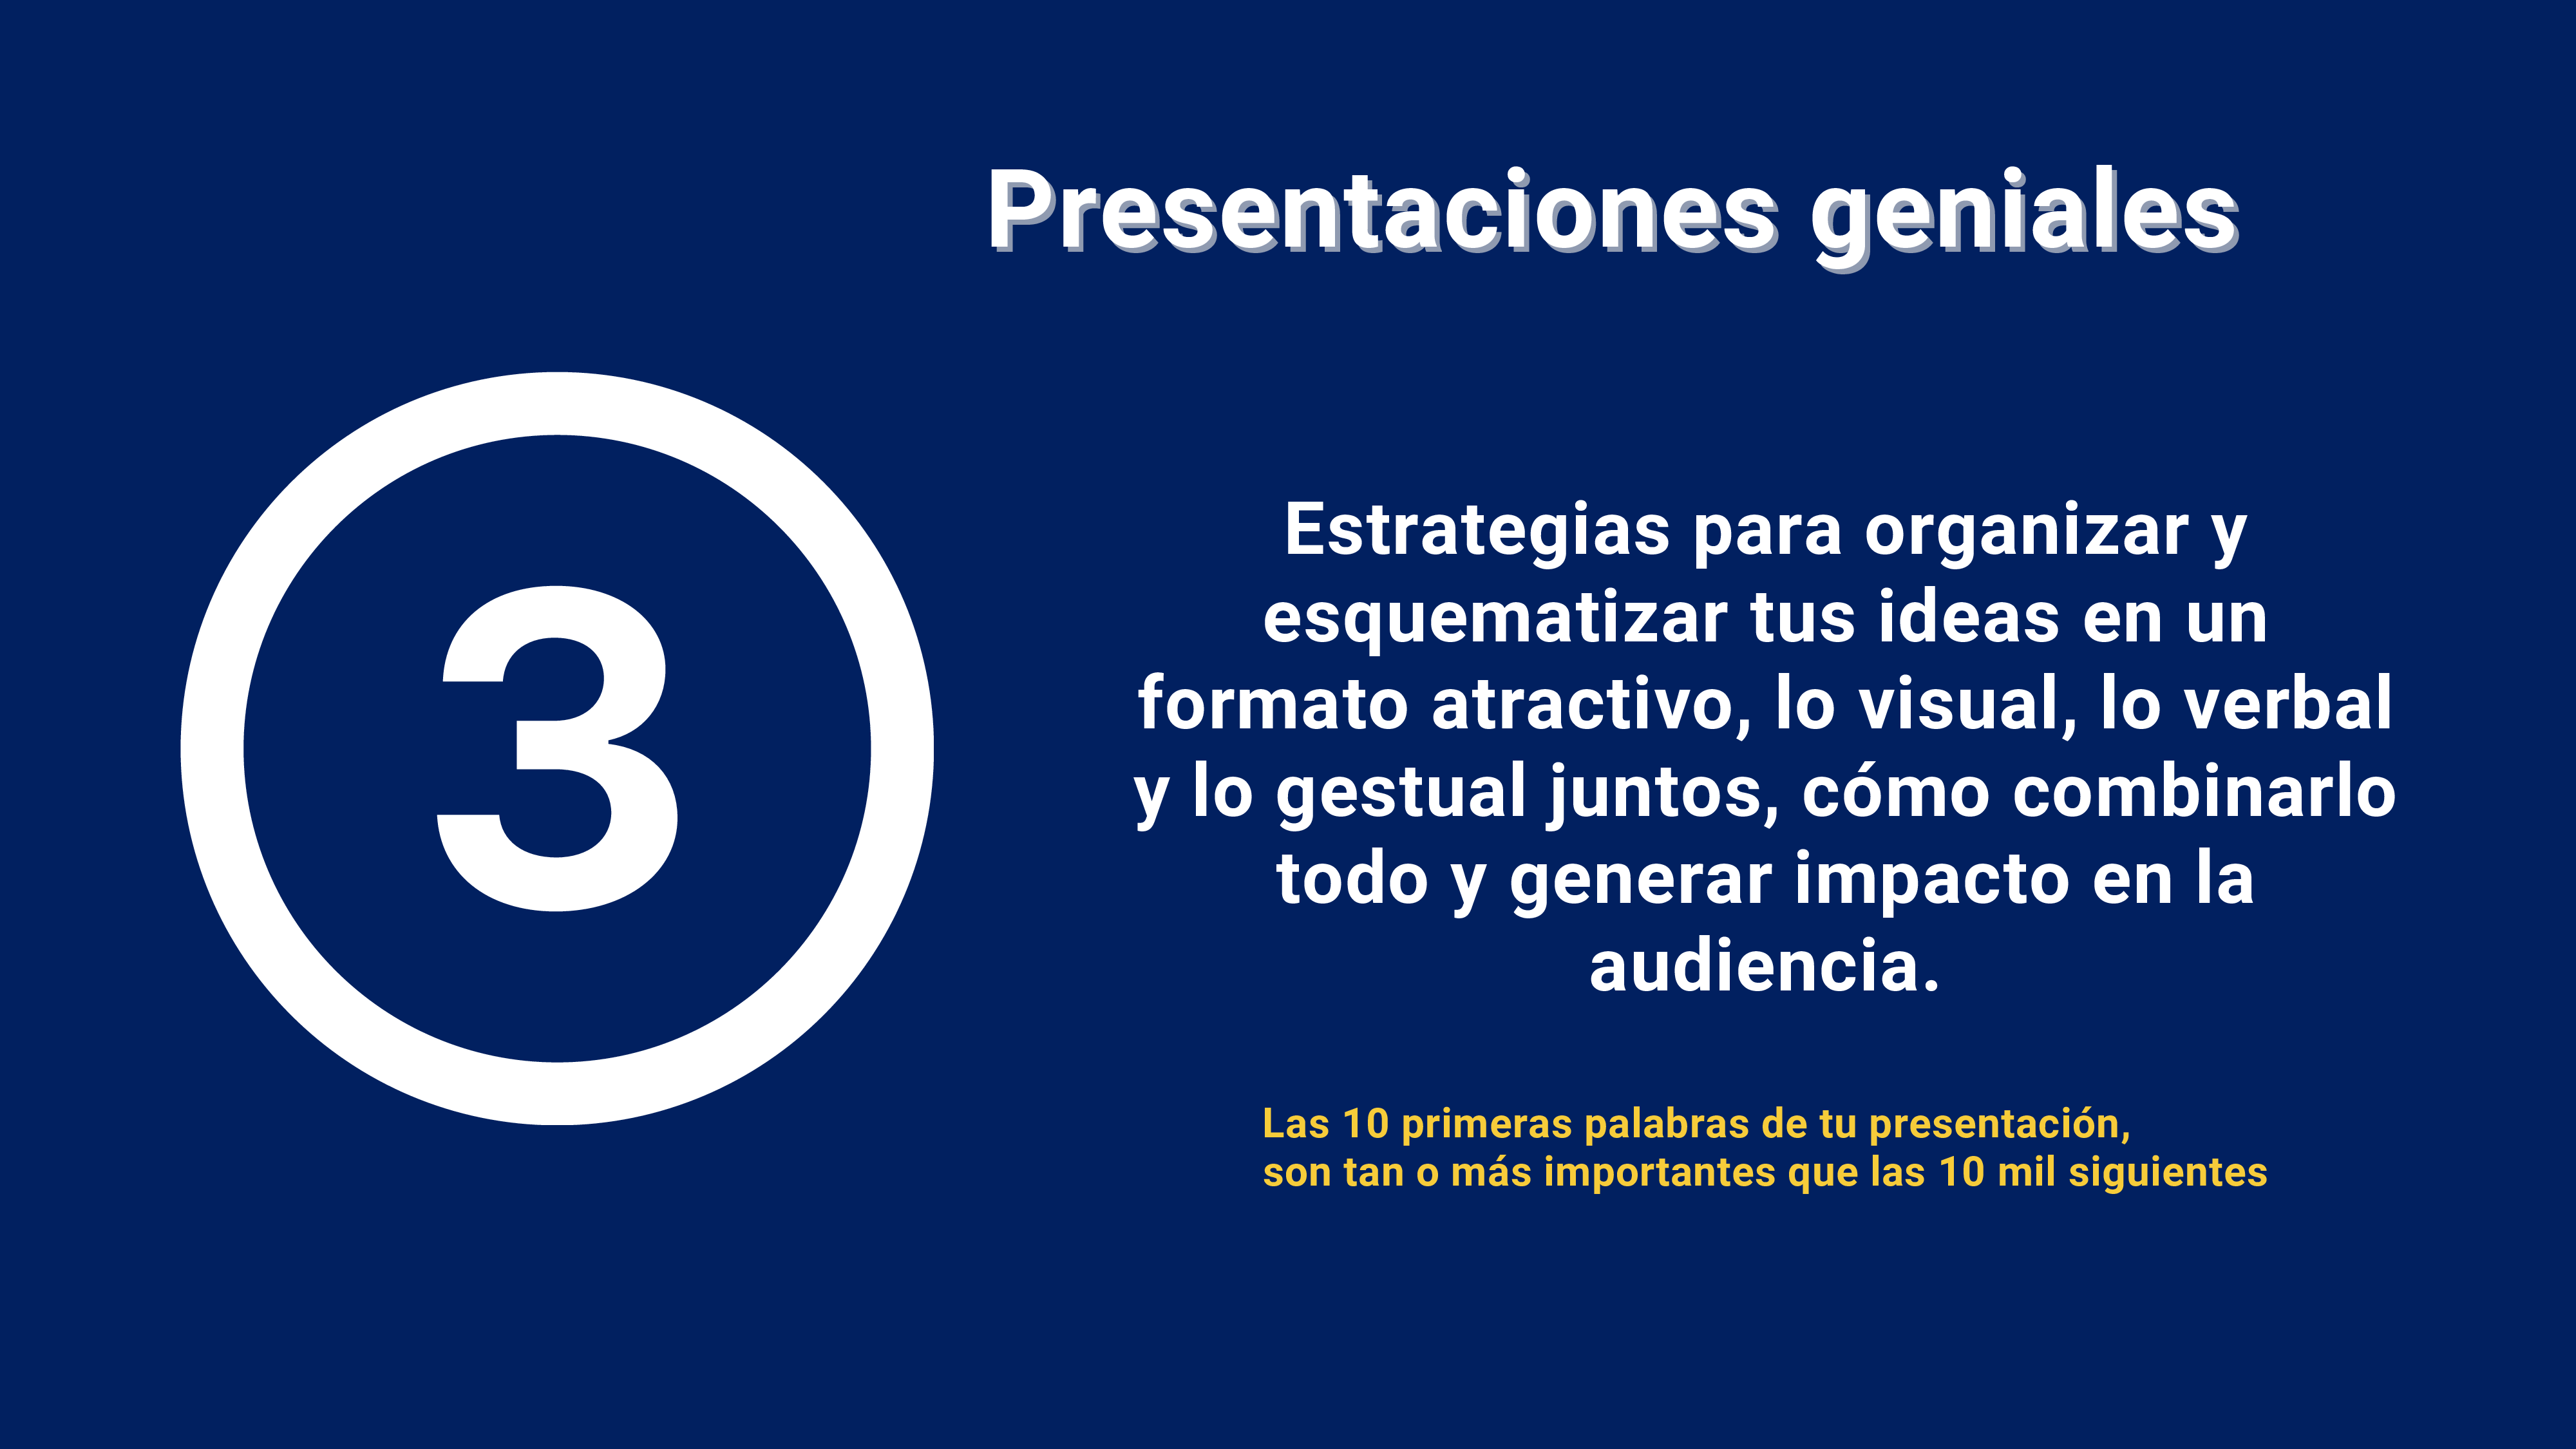 Presentaciones geniales
3
Estrategias para organizar y
esquematizar tus ideas en un
formato atractivo, lo visual, lo verbal
y lo gestual juntos, cómo combinarlo
todo y generar impacto en la
audiencia.
Las 10 primeras palabras de tu presentación,
son tan o más importantes que las 10 mil siguientes